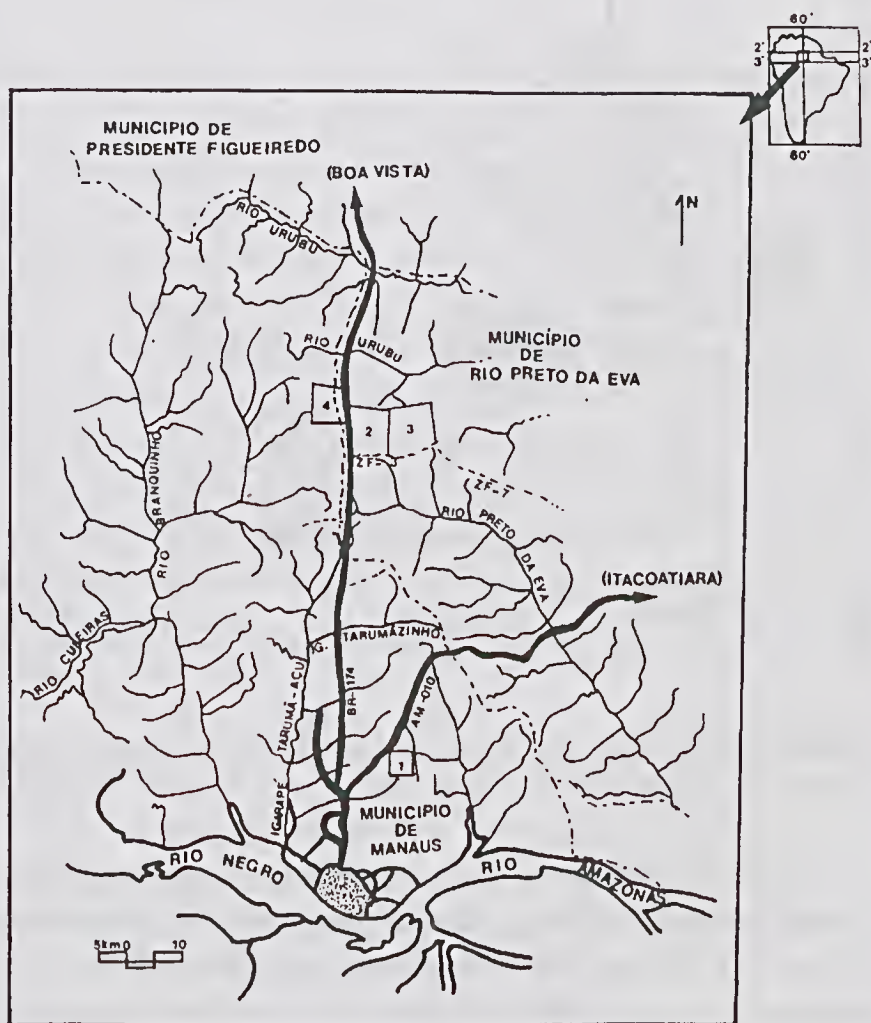 60°
2°
2°
3°
3°
60°
MUNICIPIO DE
PRESIDENTE FIGUEIREDO
(BOA VISTA)
N
RIO URUBU
RIO URUBU
MUNICÍPIO
DE
RIO PRETO DA EVA
4
2
3
ZF-
ZF-7
BRANQUINHO
RIO
RIO PRETO DA EVA
(ITACOATIARA)
IG. TARUMÃZINHO
RIO CUIEIRAS
IGARAPÉ TARUMÃ-AÇU
BR-174
AM-010
1
MUNICIPIO
DE
MANAUS
RIO NEGRO
RIO AMAZONAS
5km 0 10